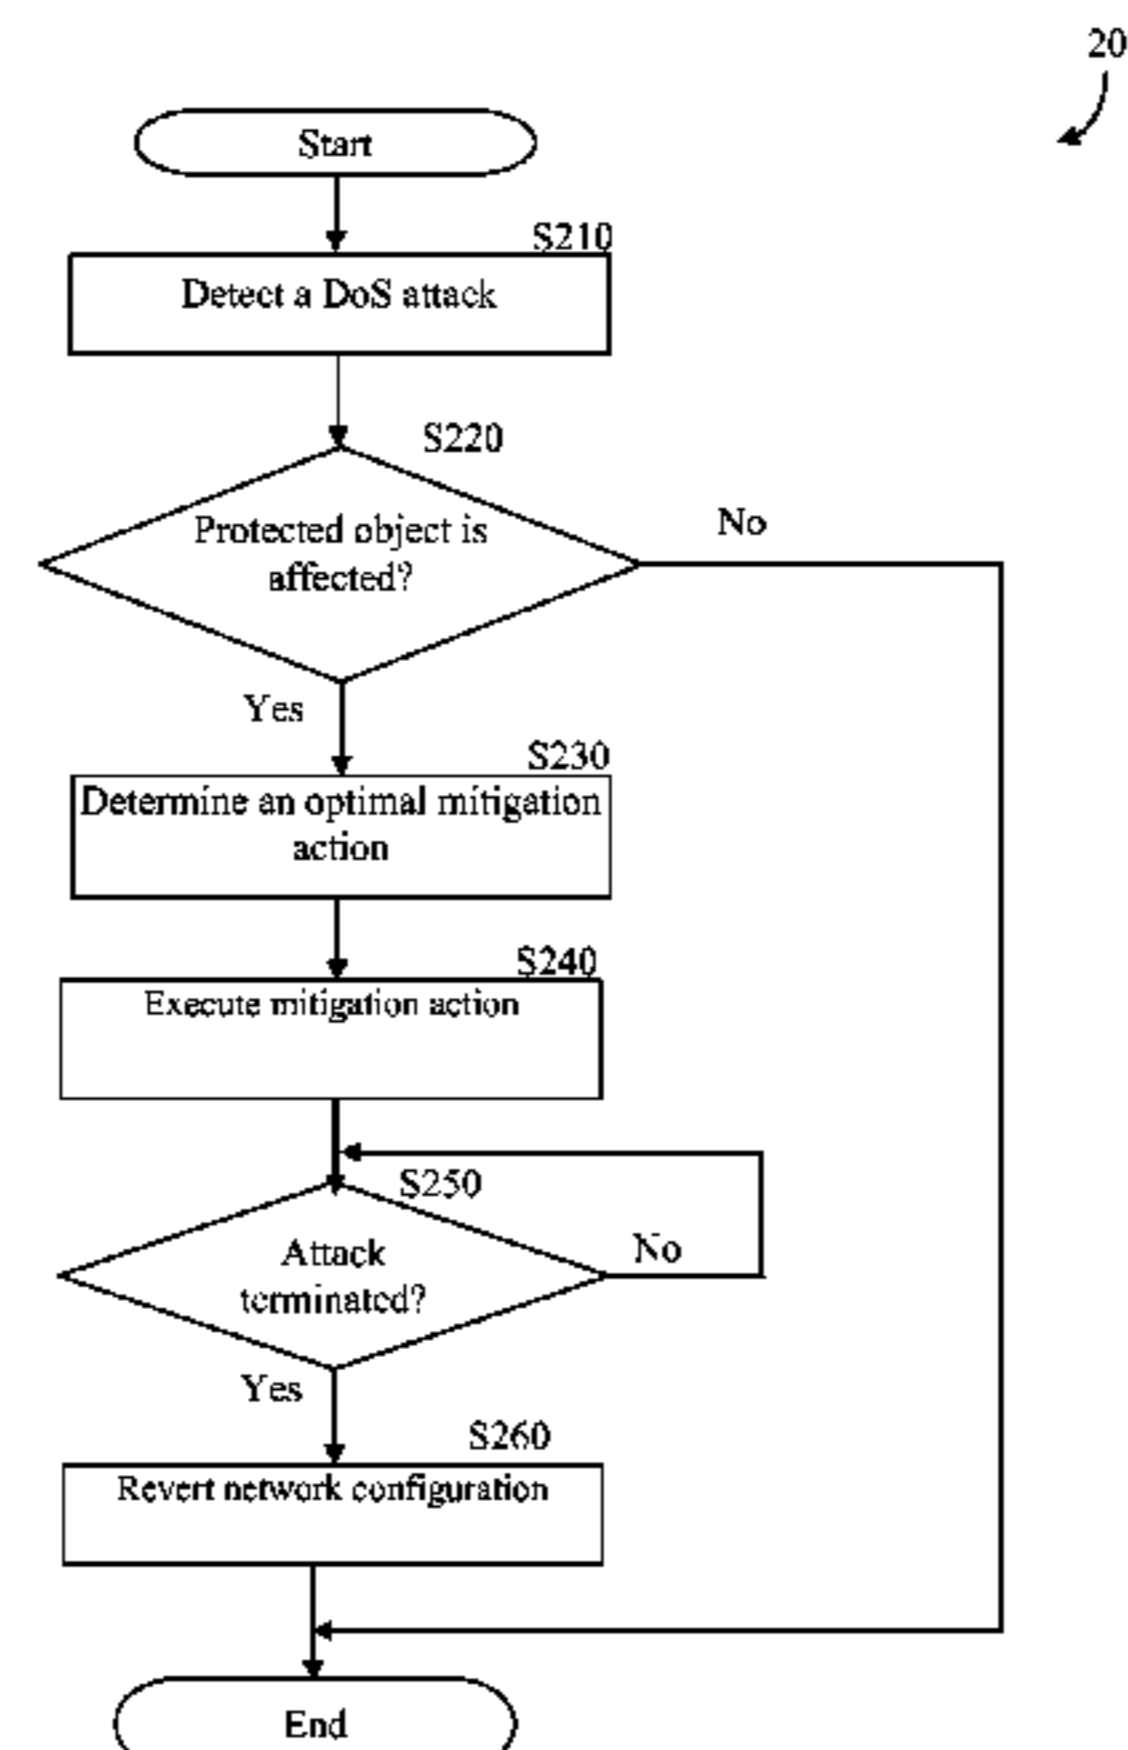 20
Start
S210
Detect a DoS attack
S220
Protected object is
affected?
No
Yes
S230
Determine an optimal mitigation
action
S240
Execute mitigation action
S250
Attack
terminated?
No
Yes
S260
Revert network configuration
End